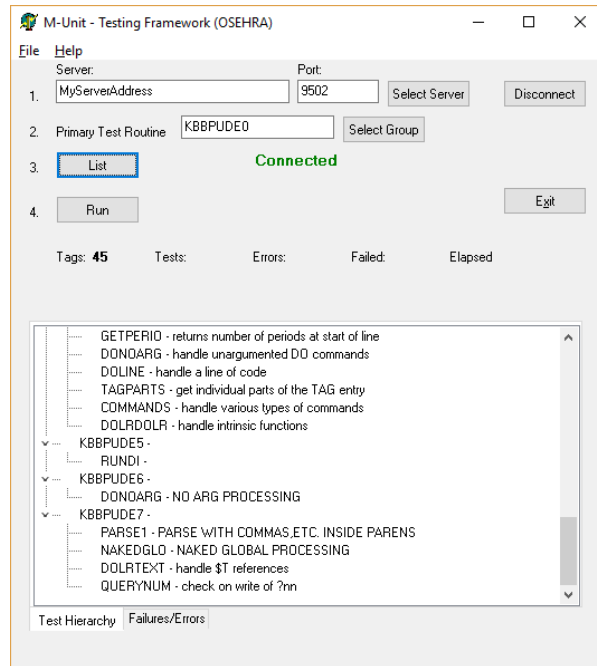 M-Unit - Testing Framework (OSEHRA)
File Help
Server: Port:
1. MyServerAddress 9502 Select Server Disconnect
2. Primary Test Routine KBBPUDE0 Select Group
3. List Connected
4. Run Exit
Tags: 45 Tests: Errors: Failed: Elapsed
GETPERIO - returns number of periods at start of line
DONOARG - handle unargumented DO commands
DOLINE - handle a line of code
TAGPARTS - get individual parts of the TAG entry
COMMANDS - handle various types of commands
DOLRDOLR - handle intrinsic functions
KBBPUDE5 -
RUNDI -
KBBPUDE6 -
DONOARG - NO ARG PROCESSING
KBBPUDE7 -
PARSE1 - PARSE WITH COMMAS,ETC. INSIDE PARENS
NAKEDGLO - NAKED GLOBAL PROCESSING
DOLRTEXT - handle $T references
QUERYNUM - check on write of ?nn
Test Hierarchy Failures/Errors